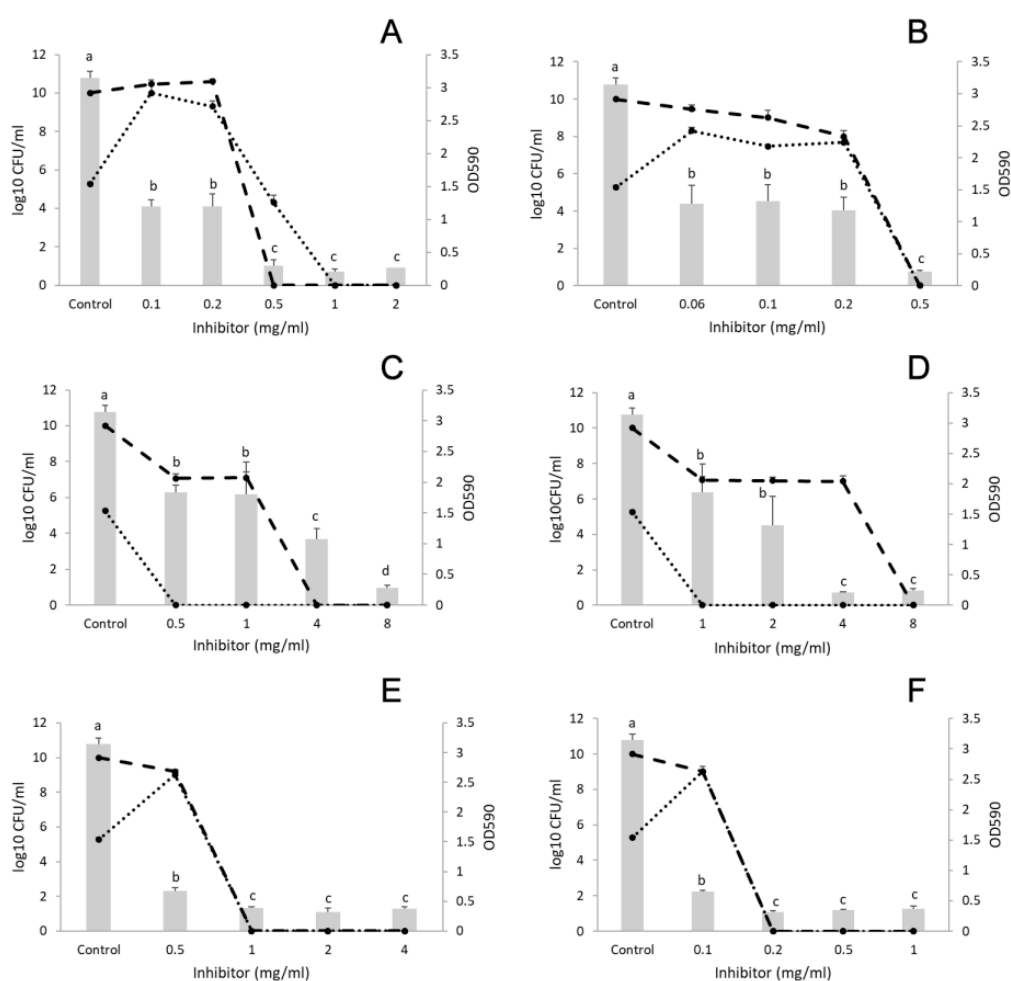 A
12
10
8
6
4
2
0
log10 CFU/ml
a
b
b
c
c
c
3.5
3
2.5
2
1.5
1
0.5
0
OD590
Control 0.1 0.2 0.5 1 2
Inhibitor (mg/ml)
B
12
10
8
6
4
2
0
log10 CFU/ml
a
b
b
b
c
3.5
3
2.5
2
1.5
1
0.5
0
OD590
Control 0.06 0.1 0.2 0.5
Inhibitor (mg/ml)
C
12
10
8
6
4
2
0
log10 CFU/ml
a
b
b
c
d
3.5
3
2.5
2
1.5
1
0.5
0
OD590
Control 0.5 1 4 8
Inhibitor (mg/ml)
D
12
10
8
6
4
2
0
log10CFU/ml
a
b
b
c
c
3.5
3
2.5
2
1.5
1
0.5
0
OD590
Control 1 2 4 8
Inhibitor (mg/ml)
E
12
10
8
6
4
2
0
log10 CFU/ml
a
b
c
c
c
3.5
3
2.5
2
1.5
1
0.5
0
OD590
Control 0.5 1 2 4
Inhibitor (mg/ml)
F
12
10
8
6
4
2
0
log10 CFU/ml
a
b
c
c
c
3.5
3
2.5
2
1.5
1
0.5
0
OD590
Control 0.1 0.2 0.5 1
Inhibitor (mg/ml)